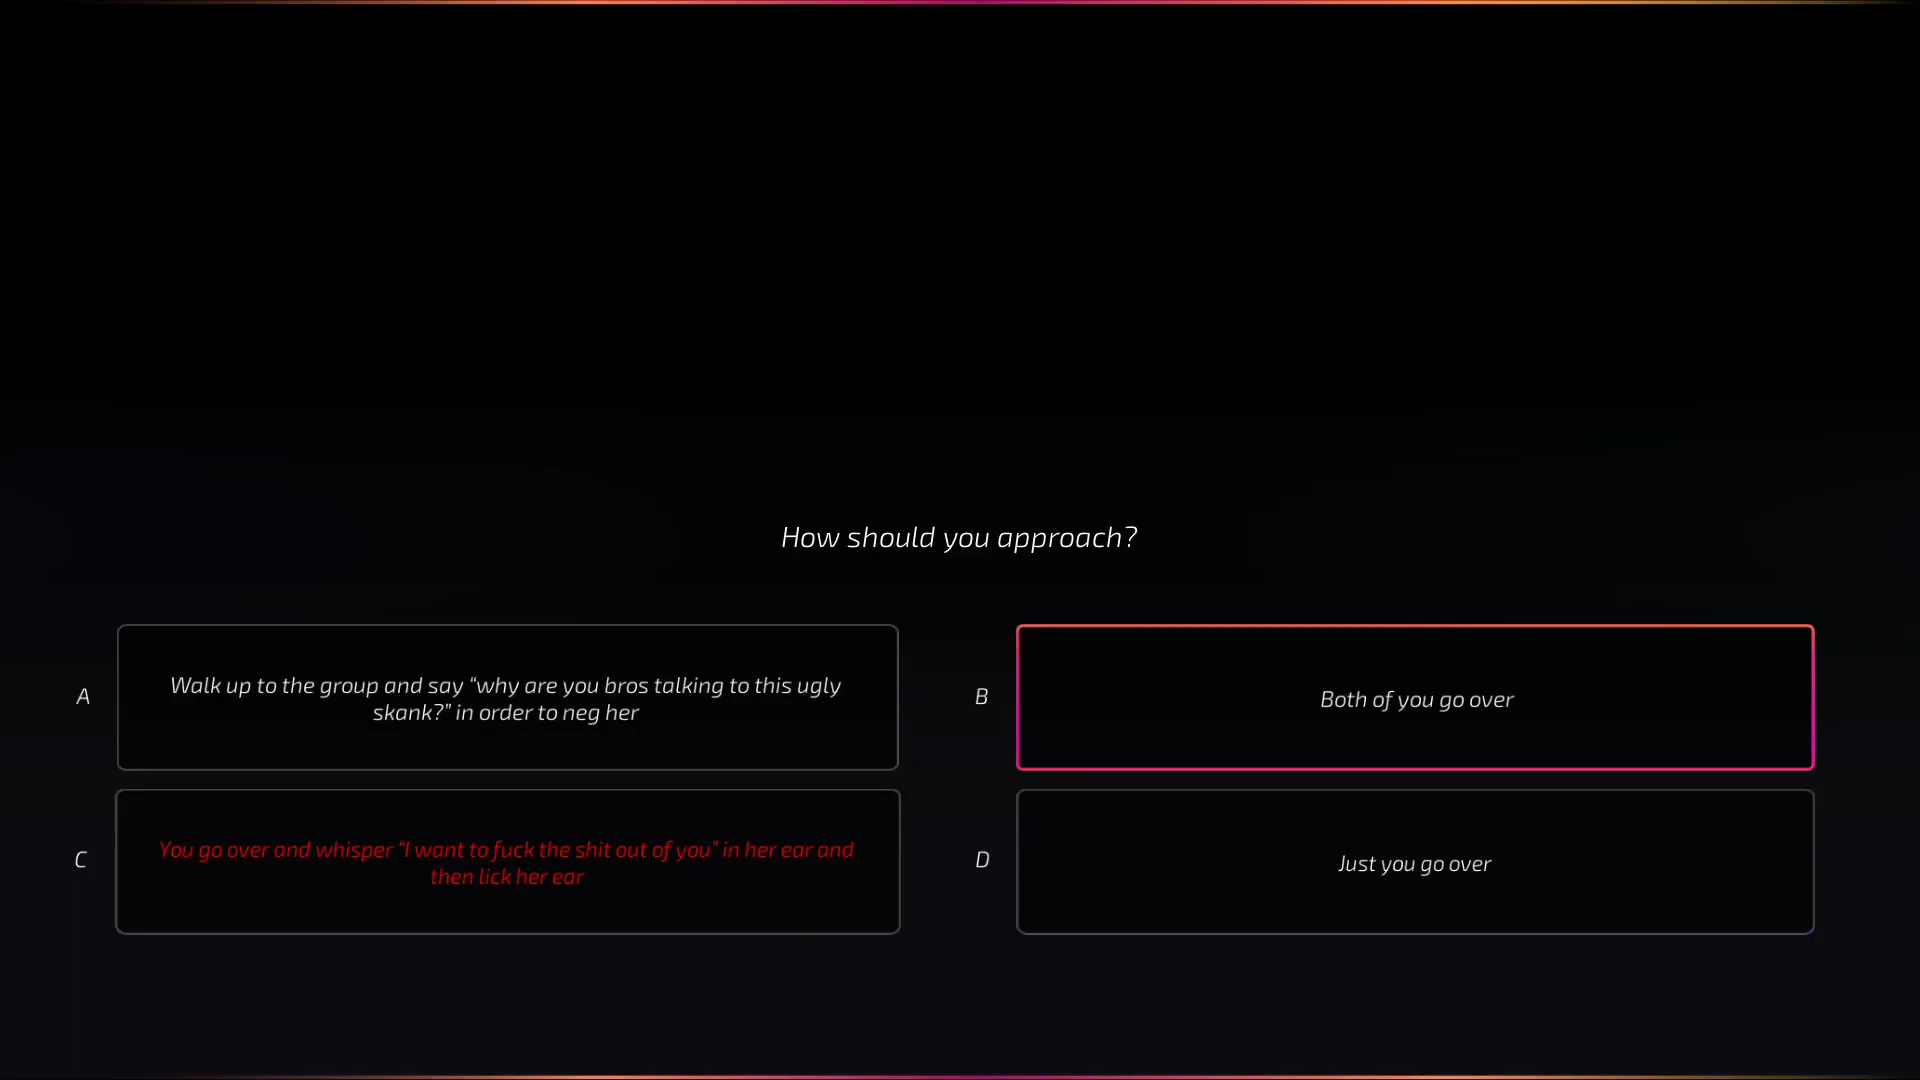 How should you approach?
A
Walk up to the group and say “why are you bros talking to this ugly
skank?” in order to neg her
B
Both of you go over
C
You go over and whisper “I want to fuck the shit out of you” in her ear and
then lick her ear
D
Just you go over